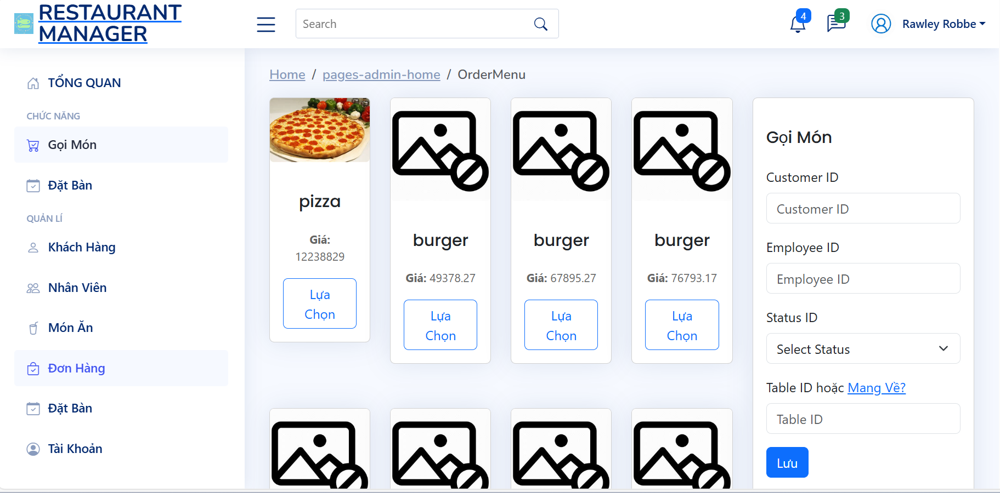 RESTAURANT
MANAGER
Search
4
3
Rawley Robbe
TỔNG QUAN
CHỨC NĂNG
Gọi Món
Đặt Bàn
QUẢN LÍ
Khách Hàng
Nhân Viên
Món Ăn
Đơn Hàng
Đặt Bàn
Tài Khoản
Home / pages-admin-home / OrderMenu
pizza
Giá:
12238829
Lựa
Chọn
burger
Giá: 49378.27
Lựa
Chọn
burger
Giá: 67895.27
Lựa
Chọn
burger
Giá: 76793.17
Lựa
Chọn
Gọi Món
Customer ID
Customer ID
Employee ID
Employee ID
Status ID
Select Status
Table ID hoặc Mang Về?
Table ID
Lưu